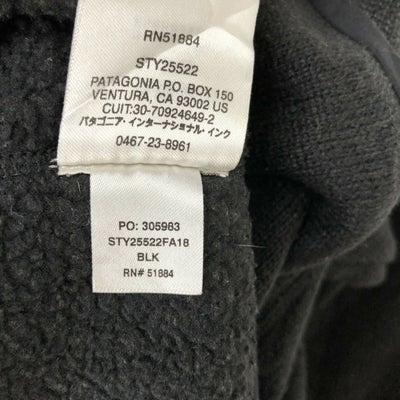 RN51884
STY25522
PATAGONIA P.O. BOX 150
VENTURA, CA 93002 US
CUIT:30-70924649-2
パタゴニア・インターナショナル・インク
0467-23-8961
PO: 305983
STY25522FA18
BLK
RN# 51884